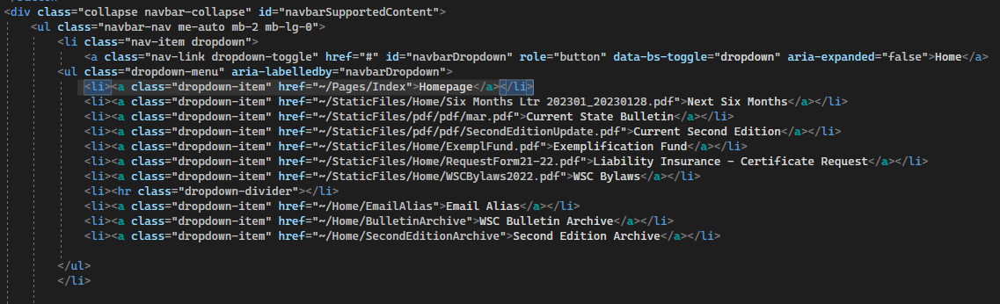 <div class="collapse navbar-collapse" id="navbarSupportedContent">
<ul class="navbar-nav me-auto mb-2 mb-lg-0">
<li class="nav-item dropdown">
<a class="nav-link dropdown-toggle" href="#" id="navbarDropdown" role="button" data-bs-toggle="dropdown" aria-expanded="false">Home</a>
<ul class="dropdown-menu" aria-labelledby="navbarDropdown">
<li><a class="dropdown-item" href="~/Pages/Index">Homepage</a></li>
<li><a class="dropdown-item" href="~/StaticFiles/Home/Six Months Ltr 202301_20230128.pdf">Next Six Months</a></li>
<li><a class="dropdown-item" href="~/StaticFiles/pdf/pdf/mar.pdf">Current State Bulletin</a></li>
<li><a class="dropdown-item" href="~/StaticFiles/pdf/pdf/SecondEditionUpdate.pdf">Current Second Edition</a></li>
<li><a class="dropdown-item" href="~/StaticFiles/Home/ExemplFund.pdf">Exemplification Fund</a></li>
<li><a class="dropdown-item" href="~/StaticFiles/Home/RequestForm21-22.pdf">Liability Insurance - Certificate Request</a></li>
<li><a class="dropdown-item" href="~/StaticFiles/Home/WSCBylaws2022.pdf">WSC Bylaws</a></li>
<li><hr class="dropdown-divider"></li>
<li><a class="dropdown-item" href="~/Home/EmailAlias">Email Alias</a></li>
<li><a class="dropdown-item" href="~/Home/BulletinArchive">WSC Bulletin Archive</a></li>
<li><a class="dropdown-item" href="~/Home/SecondEditionArchive">Second Edition Archive</a></li>
</ul>
</li>